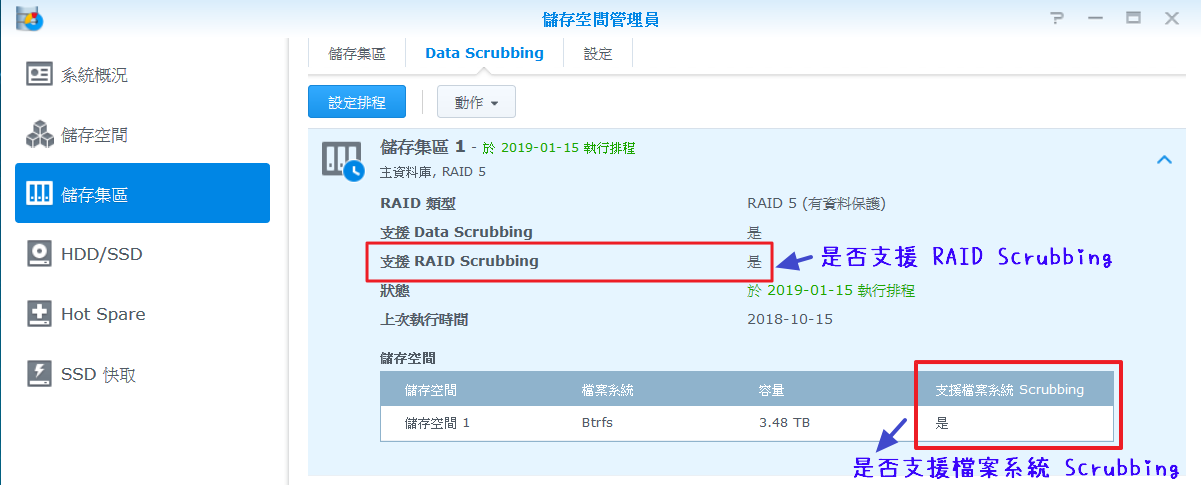 儲存空間管理員
系統概況
儲存空間
儲存集區
HDD/SSD
Hot Spare
SSD 快取
儲存集區 Data Scrubbing 設定
設定排程 動作
儲存集區 1 - 於 2019-01-15 執行排程
主資料庫, RAID 5
RAID 類型 RAID 5 (有資料保護)
支援 Data Scrubbing 是
支援 RAID Scrubbing 是 是否支援 RAID Scrubbing
狀態 於 2019-01-15 執行排程
上次執行時間 2018-10-15
儲存空間
儲存空間 檔案系統 容量 支援檔案系統 Scrubbing
儲存空間 1 Btrfs 3.48 TB 是
是否支援檔案系統 Scrubbing